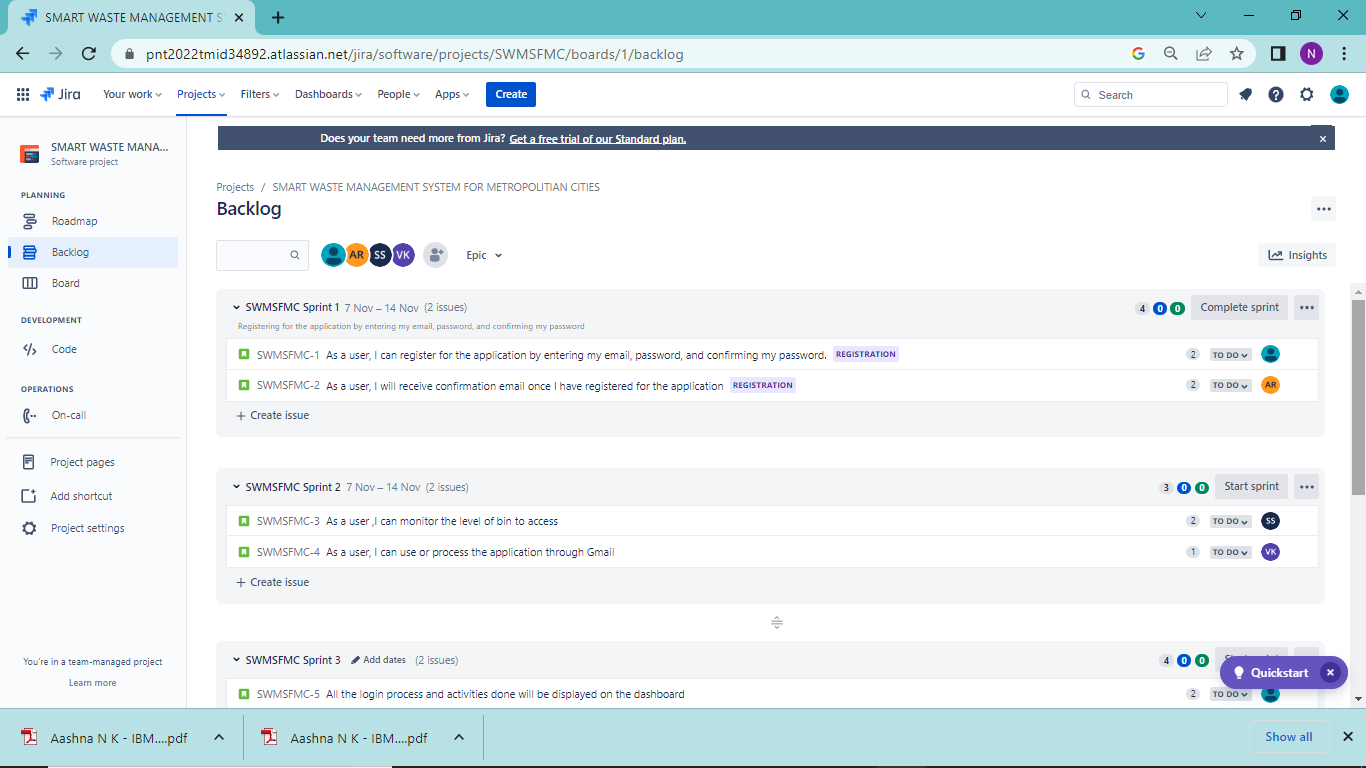 SMART WASTE MANAGEMENT S
pnt2022tmid34892.atlassian.net/jira/software/projects/SWMSFMC/boards/1/backlog
N
Jira
Your work
Projects
Filters
Dashboards
People
Apps
Create
Search
SMART WASTE MANA...
Software project
Does your team need more from Jira? Get a free trial of our Standard plan.
PLANNING
Roadmap
Backlog
Board
DEVELOPMENT
Code
OPERATIONS
On-call
Project pages
Add shortcut
Project settings
You're in a team-managed project
Learn more
Projects / SMART WASTE MANAGEMENT SYSTEM FOR METROPOLITIAN CITIES
Backlog
AR SS VK
Epic
Insights
SWMSFMC Sprint 1 7 Nov – 14 Nov (2 issues) 4 0 0 Complete sprint
Registering for the application by entering my email, password, and confirming my password
SWMSFMC-1 As a user, I can register for the application by entering my email, password, and confirming my password. REGISTRATION 2 TO DO
SWMSFMC-2 As a user, I will receive confirmation email once I have registered for the application REGISTRATION 2 TO DO AR
+ Create issue
SWMSFMC Sprint 2 7 Nov – 14 Nov (2 issues) 3 0 0 Start sprint
SWMSFMC-3 As a user ,I can monitor the level of bin to access 2 TO DO SS
SWMSFMC-4 As a user, I can use or process the application through Gmail 1 TO DO VK
+ Create issue
SWMSFMC Sprint 3 Add dates (2 issues) 4 0 0
Quickstart
SWMSFMC-5 All the login process and activities done will be displayed on the dashboard 2 TO DO
Aashna N K - IBM....pdf
Aashna N K - IBM....pdf
Show all